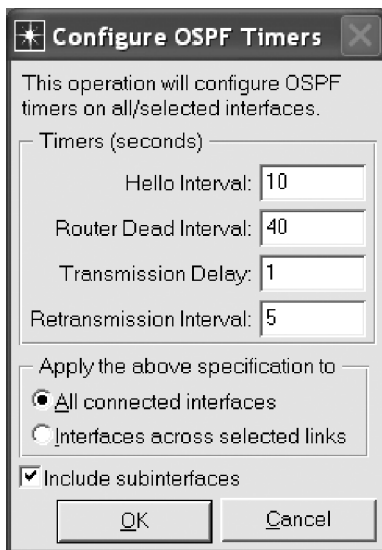 Configure OSPF Timers
This operation will configure OSPF
timers on all/selected interfaces.
Timers (seconds)
Hello Interval: 10
Router Dead Interval: 40
Transmission Delay: 1
Retransmission Interval: 5
Apply the above specification to
All connected interfaces
Interfaces across selected links
Include subinterfaces
OK Cancel